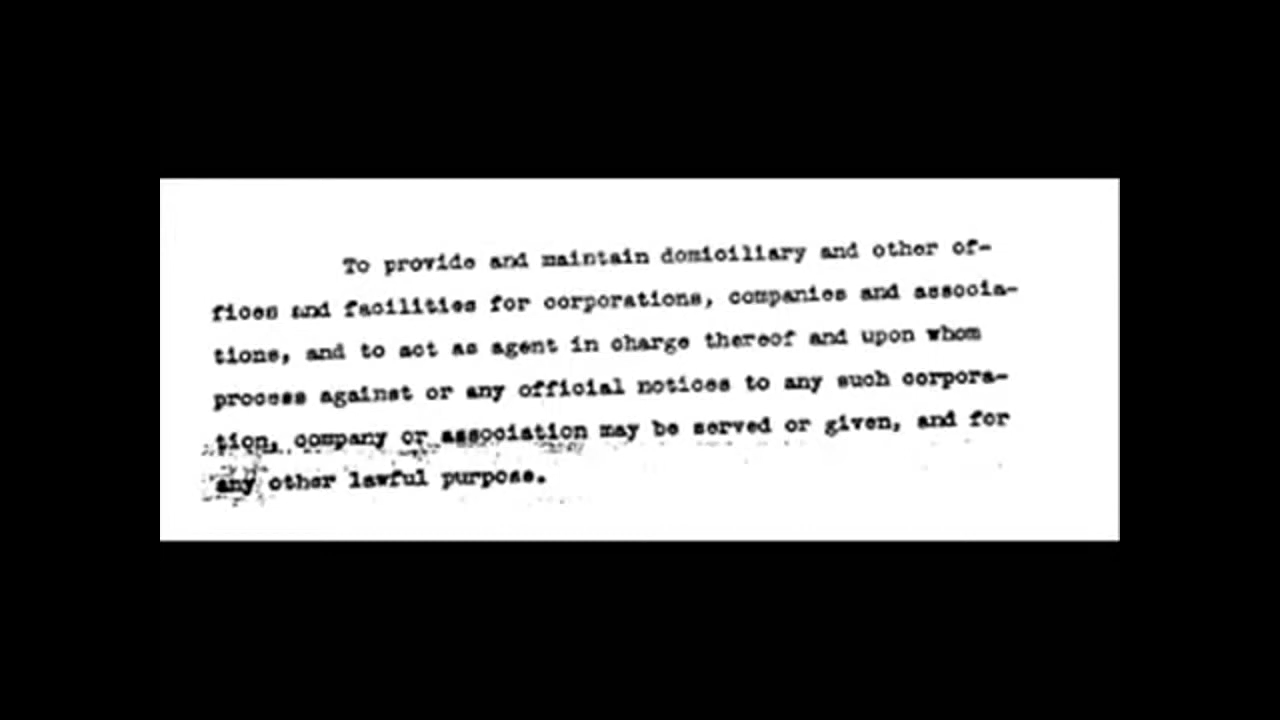 To provide and maintain domiciliary and other of-
fices and facilities for corporations, companies and associa-
tions, and to act as agent in charge thereof and upon whom
process against or any official notices to any such corpora-
tion, company or association may be served or given, and for
any other lawful purpose.